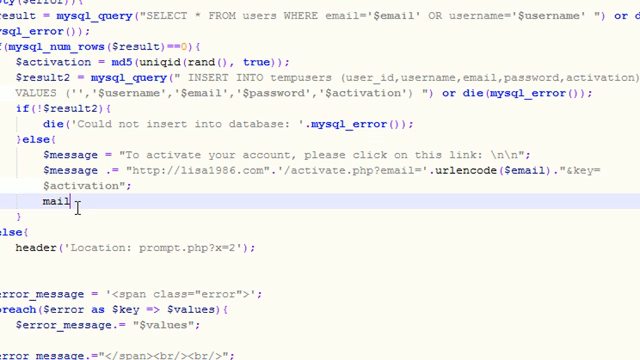 result = mysql_query("SELECT * FROM users WHERE email='$email' OR username='$username' ") or d
ysql_error());
f(mysql_num_rows($result)==0){
$activation = md5(uniqid(rand(), true));
$result2 = mysql_query(" INSERT INTO tempusers (user_id,username,email,password,activation)
VALUES ('','$username','$email','$password','$activation') ") or die(mysql_error());
if(!$result2){
die('Could not insert into database: '.mysql_error());
}else{
$message = "To activate your account, please click on this link: \n\n";
$message .= "http://lisa1986.com".'/activate.php?email='.urlencode($email)."&key=
$activation";
mail
}
else{
header('Location: prompt.php?x=2');
error_message = '<span class="error">';
oreach($error as $key => $values){
$error_message.= "$values";
error_message.="</span><br/><br/>";